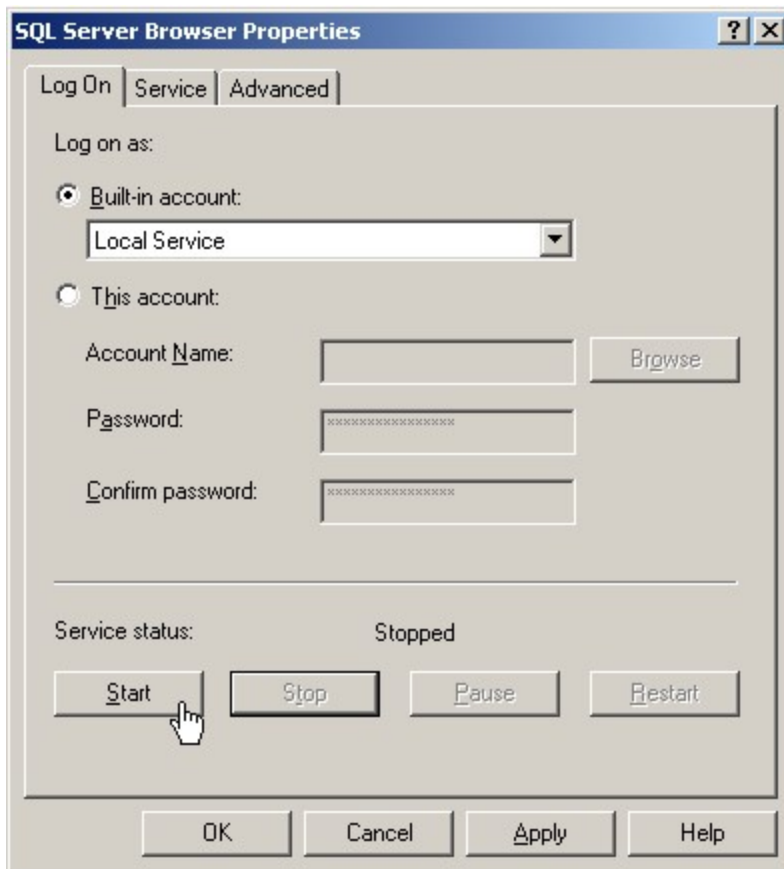 SQL Server Browser Properties
Log On Service Advanced
Log on as:
Built-in account:
Local Service
This account:
Account Name: Browse
Password: ****************
Confirm password: ****************
Service status: Stopped
Start Stop Pause Restart
OK Cancel Apply Help